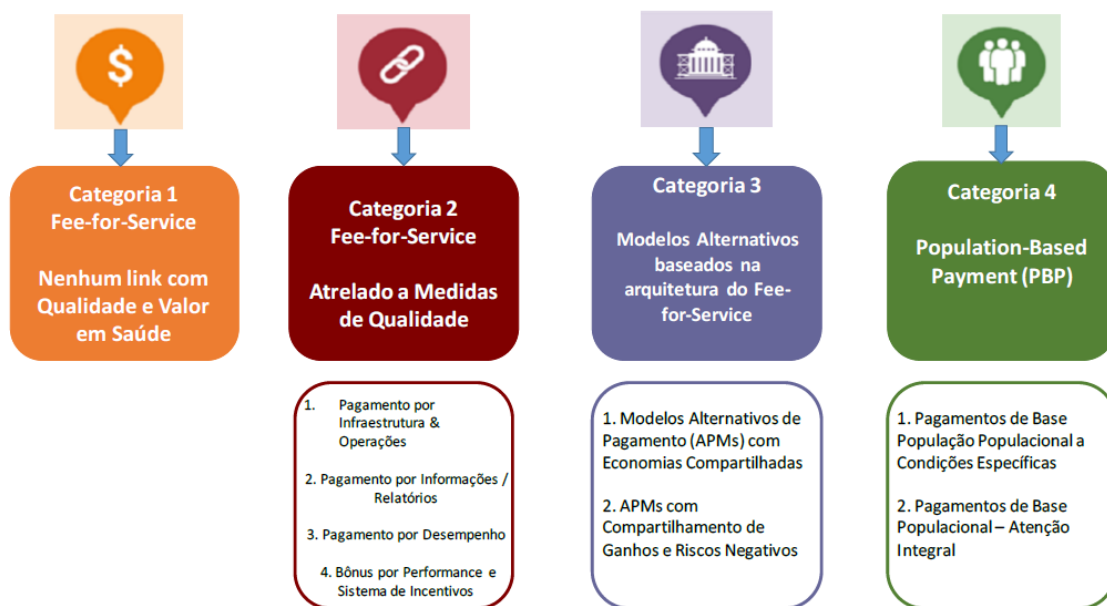 $
Categoria 1
Fee-for-Service
Nenhum link com
Qualidade e Valor
em Saúde
Categoria 2
Fee-for-Service
Atrelado a Medidas
de Qualidade
1. Pagamento por
Infraestrutura &
Operações
2. Pagamento por Informações /
Relatórios
3. Pagamento por Desempenho
4. Bônus por Performance e
Sistema de Incentivos
Categoria 3
Modelos Alternativos
baseados na
arquitetura do Fee-
for-Service
1. Modelos Alternativos de
Pagamento (APMs) com
Economias Compartilhadas
2. APMs com
Compartilhamento de
Ganhos e Riscos Negativos
Categoria 4
Population-Based
Payment (PBP)
1. Pagamentos de Base
População Populacional a
Condições Específicas
2. Pagamentos de Base
Populacional – Atenção
Integral